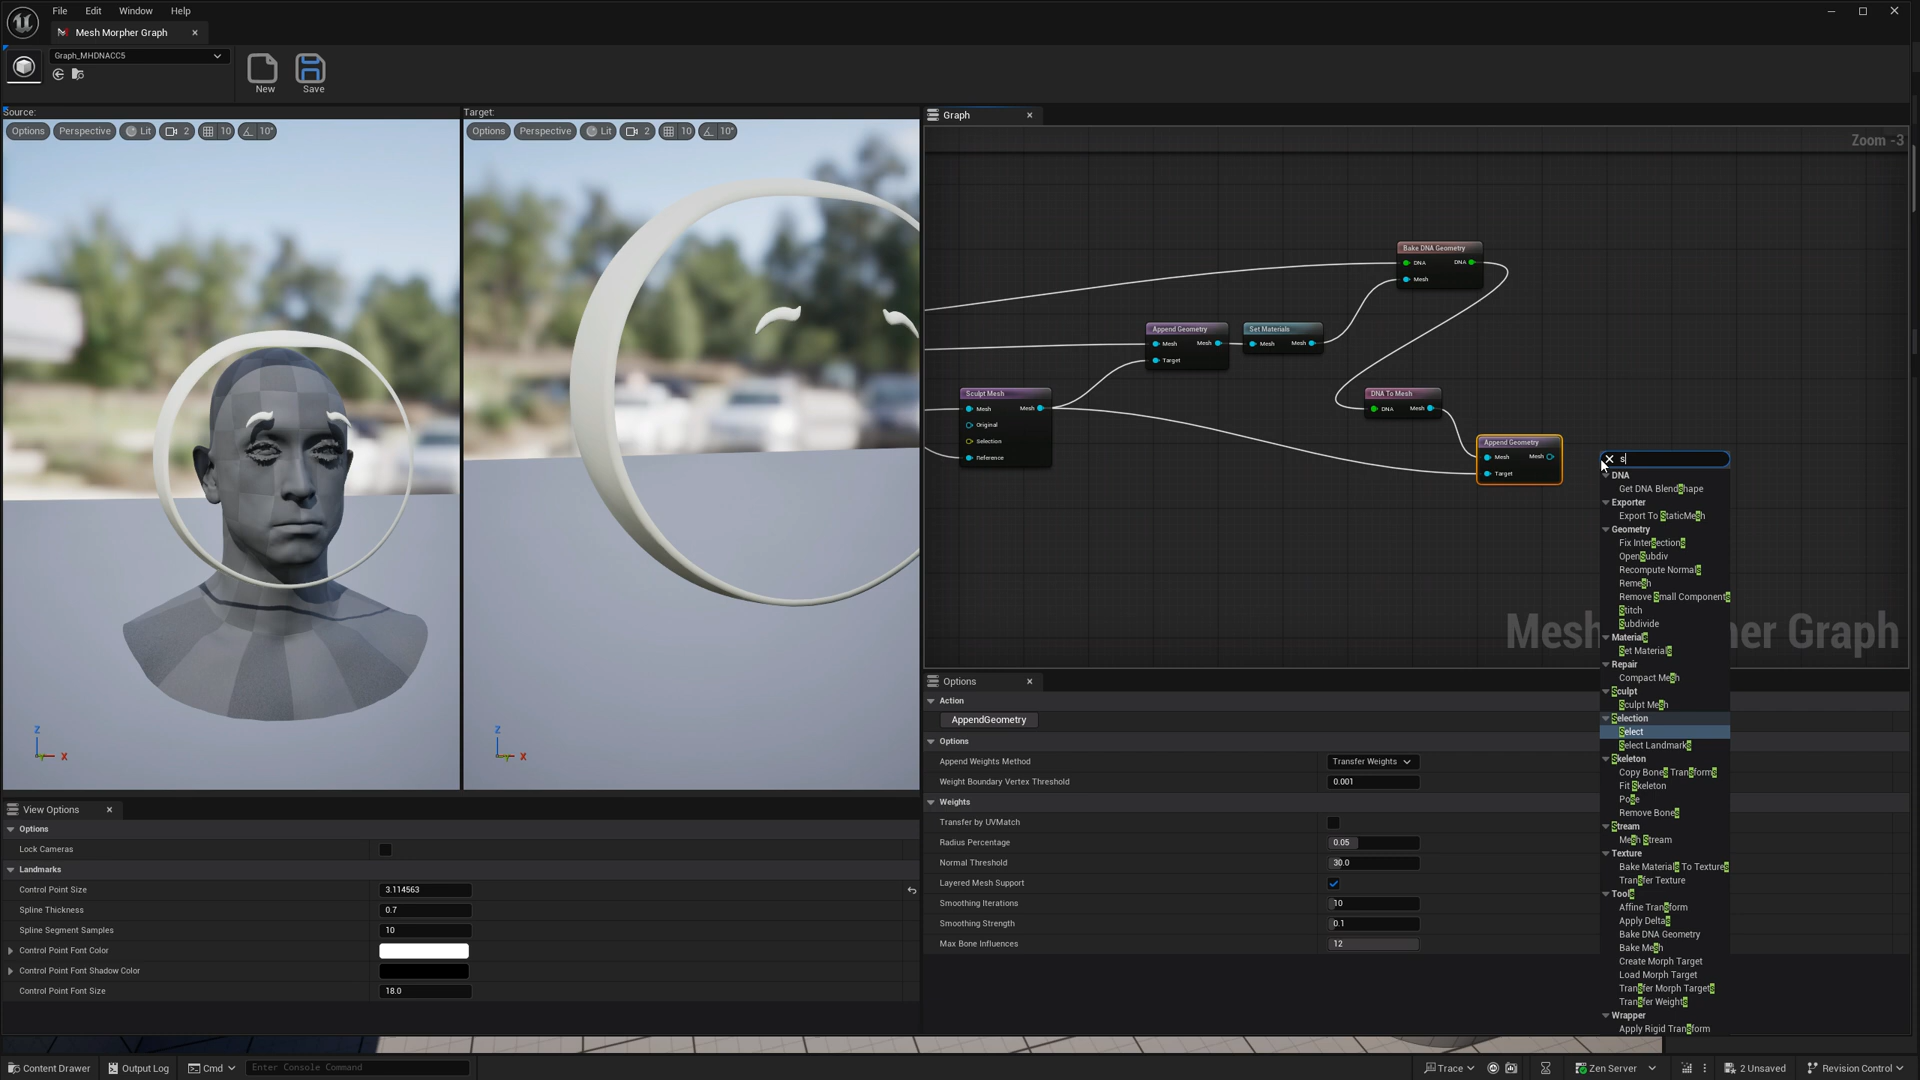 File Edit Window Help
Mesh Morpher Graph
Graph_MHDNACC5
New Save
Source:
Options Perspective Lit 2 10 10°
Target:
Options Perspective Lit 2 10 10°
Z
X
Z
X
View Options
Options
Lock Cameras
Landmarks
Control Point Size 3.114563
Spline Thickness 0.7
Spline Segment Samples 10
Control Point Font Color
Control Point Font Shadow Color
Control Point Font Size 18.0
Graph
Zoom -3
Bake DNA Geometry
DNA DNA
Mesh
Append Geometry
Mesh Mesh
Target
Set Materials
Mesh Mesh
Sculpt Mesh
Mesh Mesh
Original
Selection
Reference
DNA To Mesh
DNA Mesh
Append Geometry
Mesh Mesh
Target
Mesh pher Graph
s
DNA
Get DNA Blendshape
Exporter
Export To StaticMesh
Geometry
Fix Intersections
OpenSubdiv
Recompute Normals
Remesh
Remove Small Components
Stitch
Subdivide
Materials
Set Materials
Repair
Compact Mesh
Sculpt
Sculpt Mesh
Selection
Select
Select Landmarks
Skeleton
Copy Bones Transforms
Fit Skeleton
Pose
Remove Bones
Stream
Mesh Stream
Texture
Bake Materials To Textures
Transfer Texture
Tools
Affine Transform
Apply Deltas
Bake DNA Geometry
Bake Mesh
Create Morph Target
Load Morph Target
Transfer Morph Targets
Transfer Weights
Wrapper
Apply Rigid Transform
Options
Action
AppendGeometry
Options
Append Weights Method Transfer Weights
Weight Boundary Vertex Threshold 0.001
Weights
Transfer by UVMatch
Radius Percentage 0.05
Normal Threshold 30.0
Layered Mesh Support
Smoothing Iterations 10
Smoothing Strength 0.1
Max Bone Influences 12
Content Drawer Output Log Cmd Enter Console Command Trace Zen Server 2 Unsaved Revision Control